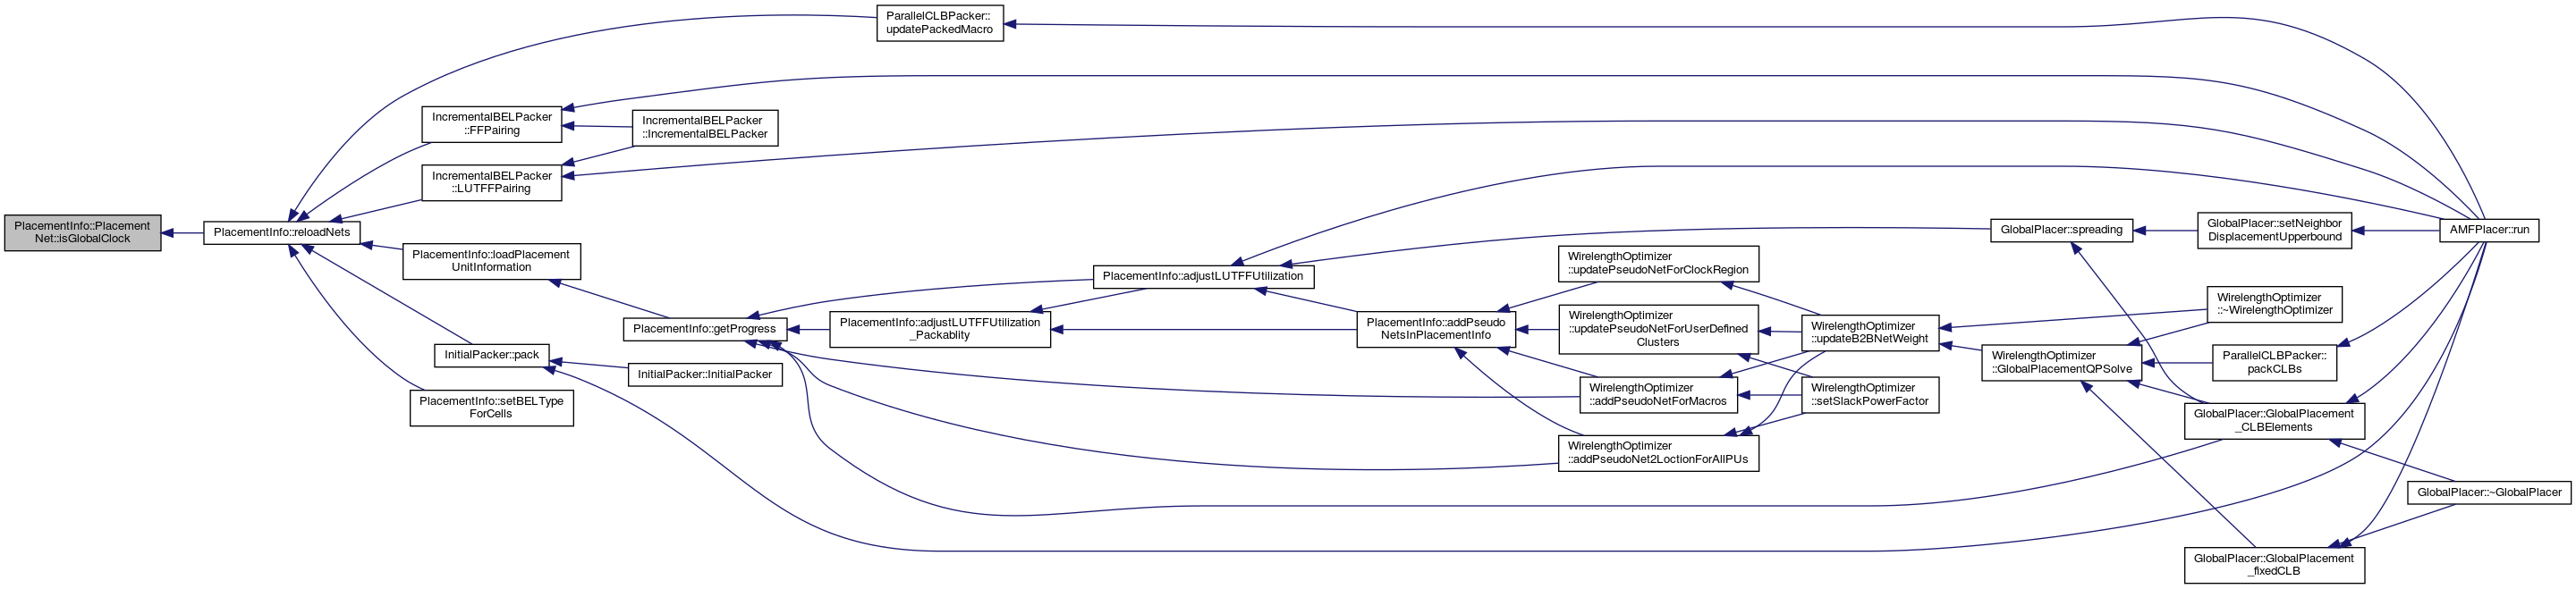 PlacementInfo::Placement
Net::isGlobalClock
PlacementInfo::reloadNets
ParallelCLBPacker::
updatePackedMacro
IncrementalBELPacker
::FFPairing
IncrementalBELPacker
::IncrementalBELPacker
IncrementalBELPacker
::LUTFFPairing
PlacementInfo::loadPlacement
UnitInformation
PlacementInfo::getProgress
InitialPacker::pack
InitialPacker::InitialPacker
PlacementInfo::setBELType
ForCells
PlacementInfo::adjustLUTFFUtilization
PlacementInfo::adjustLUTFFUtilization
_Packablity
PlacementInfo::addPseudo
NetsInPlacementInfo
WirelengthOptimizer
::updatePseudoNetForClockRegion
WirelengthOptimizer
::updatePseudoNetForUserDefined
Clusters
WirelengthOptimizer
::addPseudoNetForMacros
WirelengthOptimizer
::addPseudoNet2LoctionForAllPUs
WirelengthOptimizer
::updateB2BNetWeight
WirelengthOptimizer
::setSlackPowerFactor
GlobalPlacer::spreading
WirelengthOptimizer
::GlobalPlacementQPSolve
GlobalPlacer::setNeighbor
DisplacementUpperbound
WirelengthOptimizer
::~WirelengthOptimizer
ParallelCLBPacker::
packCLBs
GlobalPlacer::GlobalPlacement
_CLBElements
GlobalPlacer::GlobalPlacement
_fixedCLB
AMFPlacer::run
GlobalPlacer::~GlobalPlacer